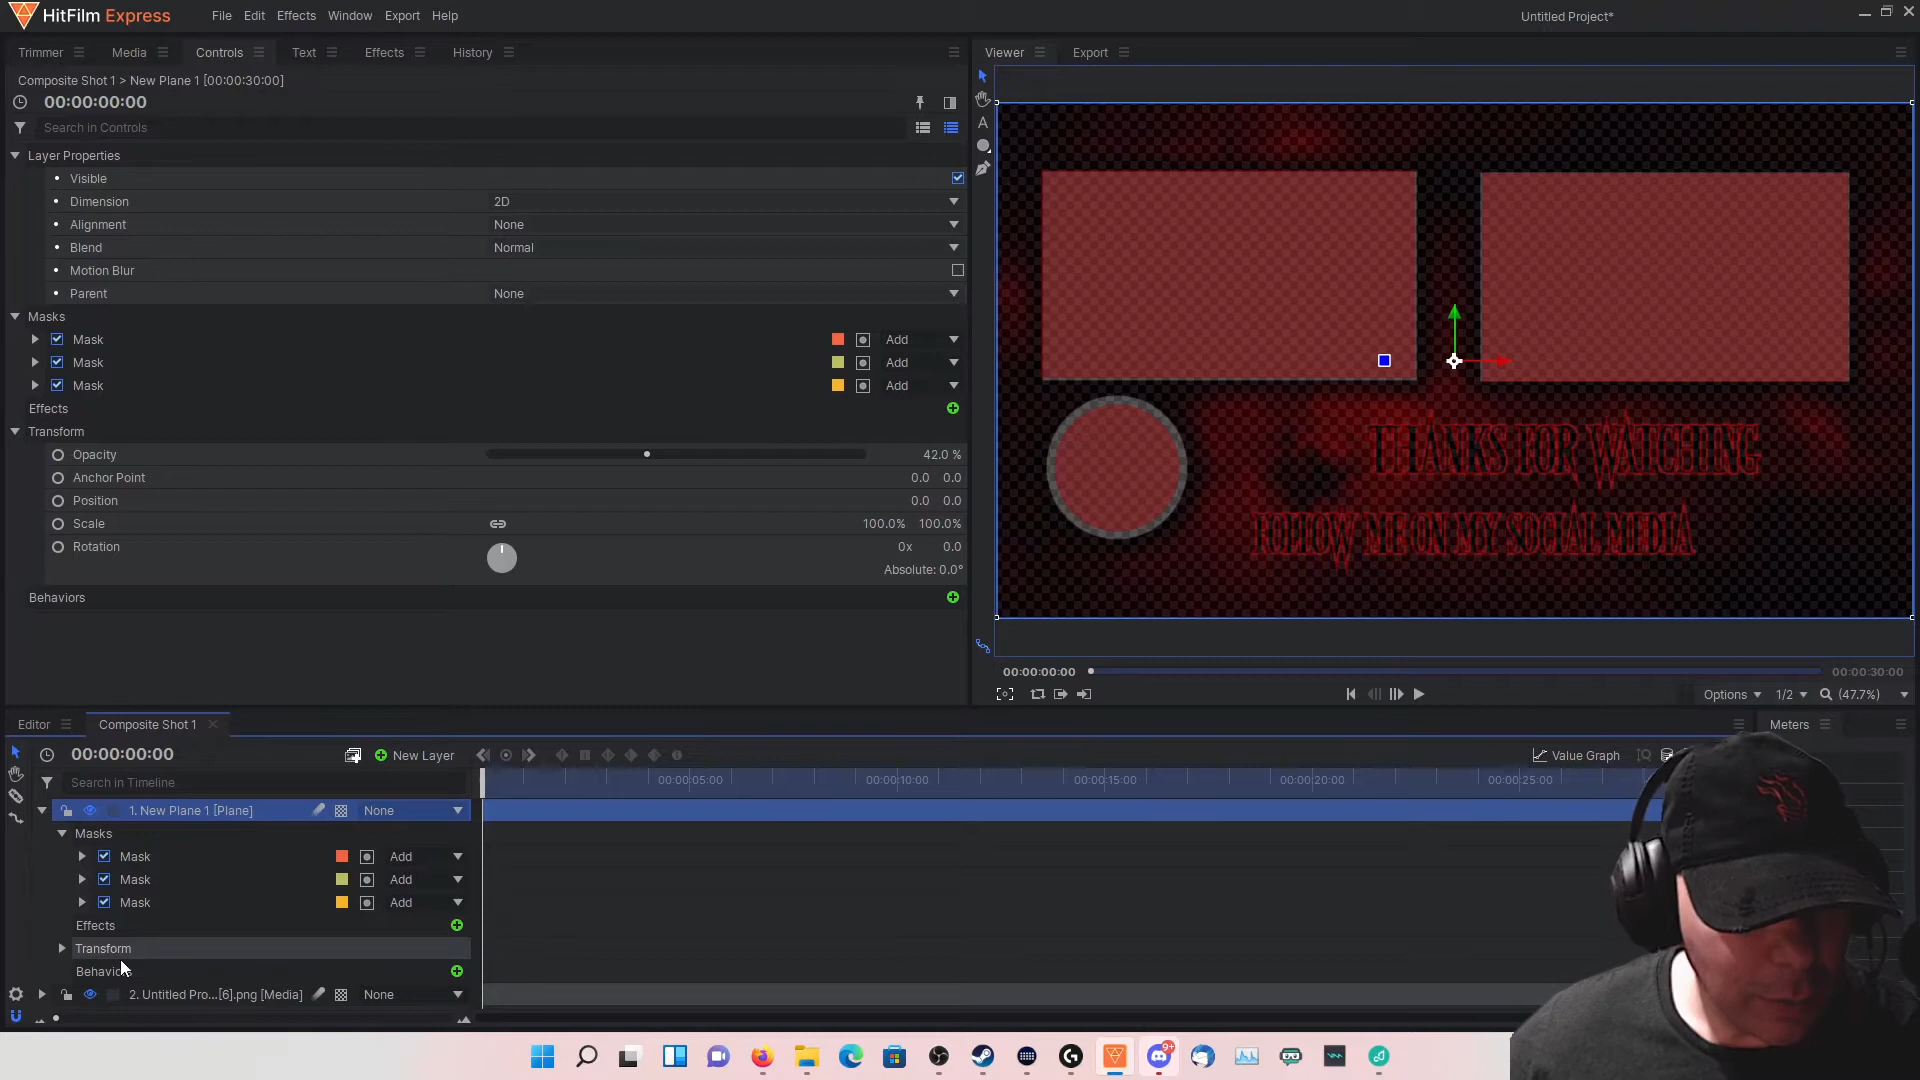 HitFilm Express
File Edit Effects Window Export Help
Untitled Project*
Trimmer Media Controls Text Effects History
Viewer Export
Composite Shot 1 > New Plane 1 [00:00:30:00]
00:00:00:00
Search in Controls
Layer Properties
Visible
Dimension 2D
Alignment None
Blend Normal
Motion Blur
Parent None
Masks
Mask Add
Mask Add
Mask Add
Effects
Transform
Opacity 42.0 %
Anchor Point 0.0 0.0
Position 0.0 0.0
Scale 100.0% 100.0%
Rotation 0x 0.0
Absolute: 0.0°
Behaviors
A
THANKS FOR WATCHING
FOLLOW ME ON MY SOCIAL MEDIA
00:00:00:00 00:00:30:00
Options 1/2 (47.7%)
Editor Composite Shot 1
Meters
00:00:00:00
New Layer
Value Graph
Search in Timeline
00:00:05:00 00:00:10:00 00:00:15:00 00:00:20:00 00:00:25:00
1. New Plane 1 [Plane] None
Masks
Mask Add
Mask Add
Mask Add
Effects
Transform
2. Untitled Pro...[6].png [Media] None
9+